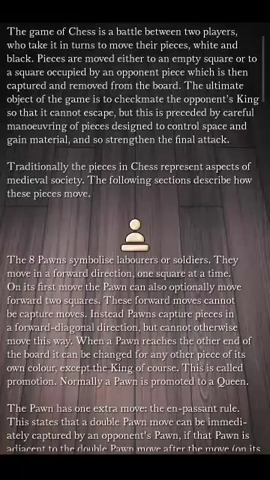 The game of Chess is a battle between two players,
who take it in turns to move their pieces, white and
black. Pieces are moved either to an empty square or to
a square occupied by an opponent piece which is then
captured and removed from the board. The ultimate
object of the game is to checkmate the opponent's King
so that it cannot escape, but this is preceded by careful
manoeuvring of pieces designed to control space and
gain material, and so strengthen the final attack.
Traditionally the pieces in Chess represent aspects of
medieval society. The following sections describe how
these pieces move.
The 8 Pawns symbolise labourers or soldiers. They
move in a forward direction, one square at a time.
On its first move the Pawn can also optionally move
forward two squares. These forward moves cannot
be capture moves. Instead Pawns capture pieces in
a forward-diagonal direction, but cannot otherwise
move this way. When a Pawn reaches the other end of
the board it can be changed for any other piece of its
own colour, except the King of course. This is called
promotion. Normally a Pawn is promoted to a Queen.
The Pawn has one extra move: the en-passant rule.
This states that a double Pawn move can be immedi-
ately captured by an opponent's Pawn, if that Pawn is
adjacent to the double Pawn move after the move (on its